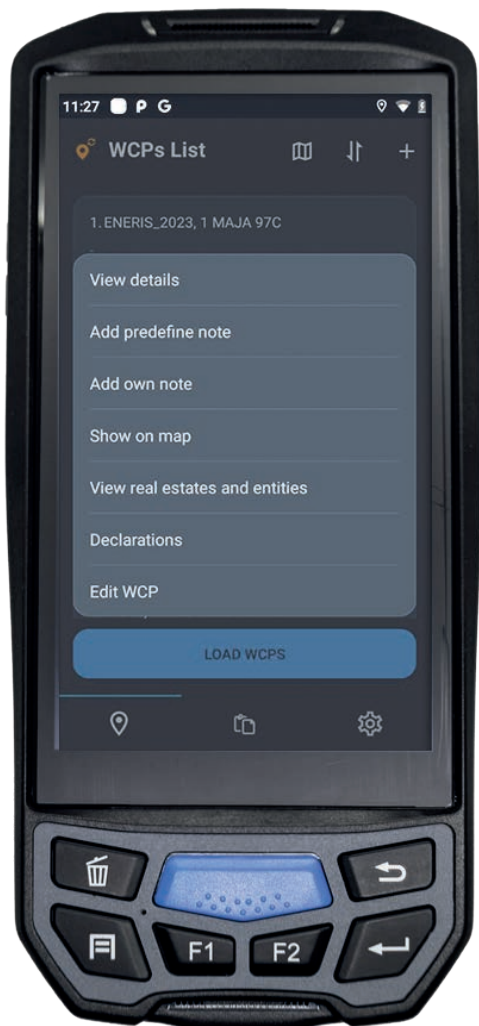 11:27 P G
WCPs List
1. ENERIS_2023, 1 MAJA 97C
View details
Add predefine note
Add own note
Show on map
View real estates and entities
Declarations
Edit WCP
LOAD WCPS
F1 F2